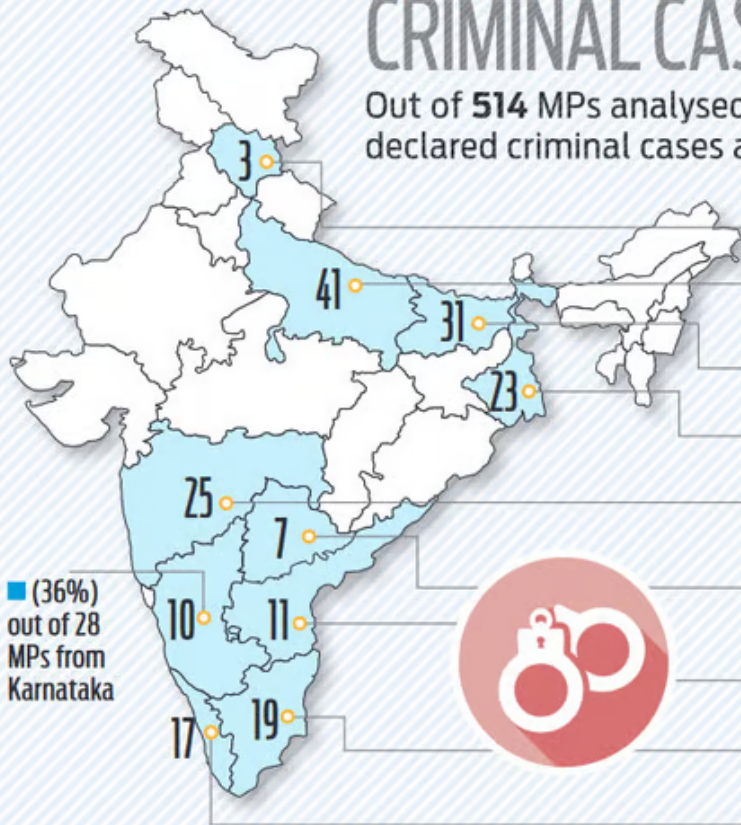 CRIMINAL CAS
Out of 514 MPs analysed
declared criminal cases a
3
41
31
23
25
7
■ (36%)
out of 28
MPs from
Karnataka
10
11
19
17